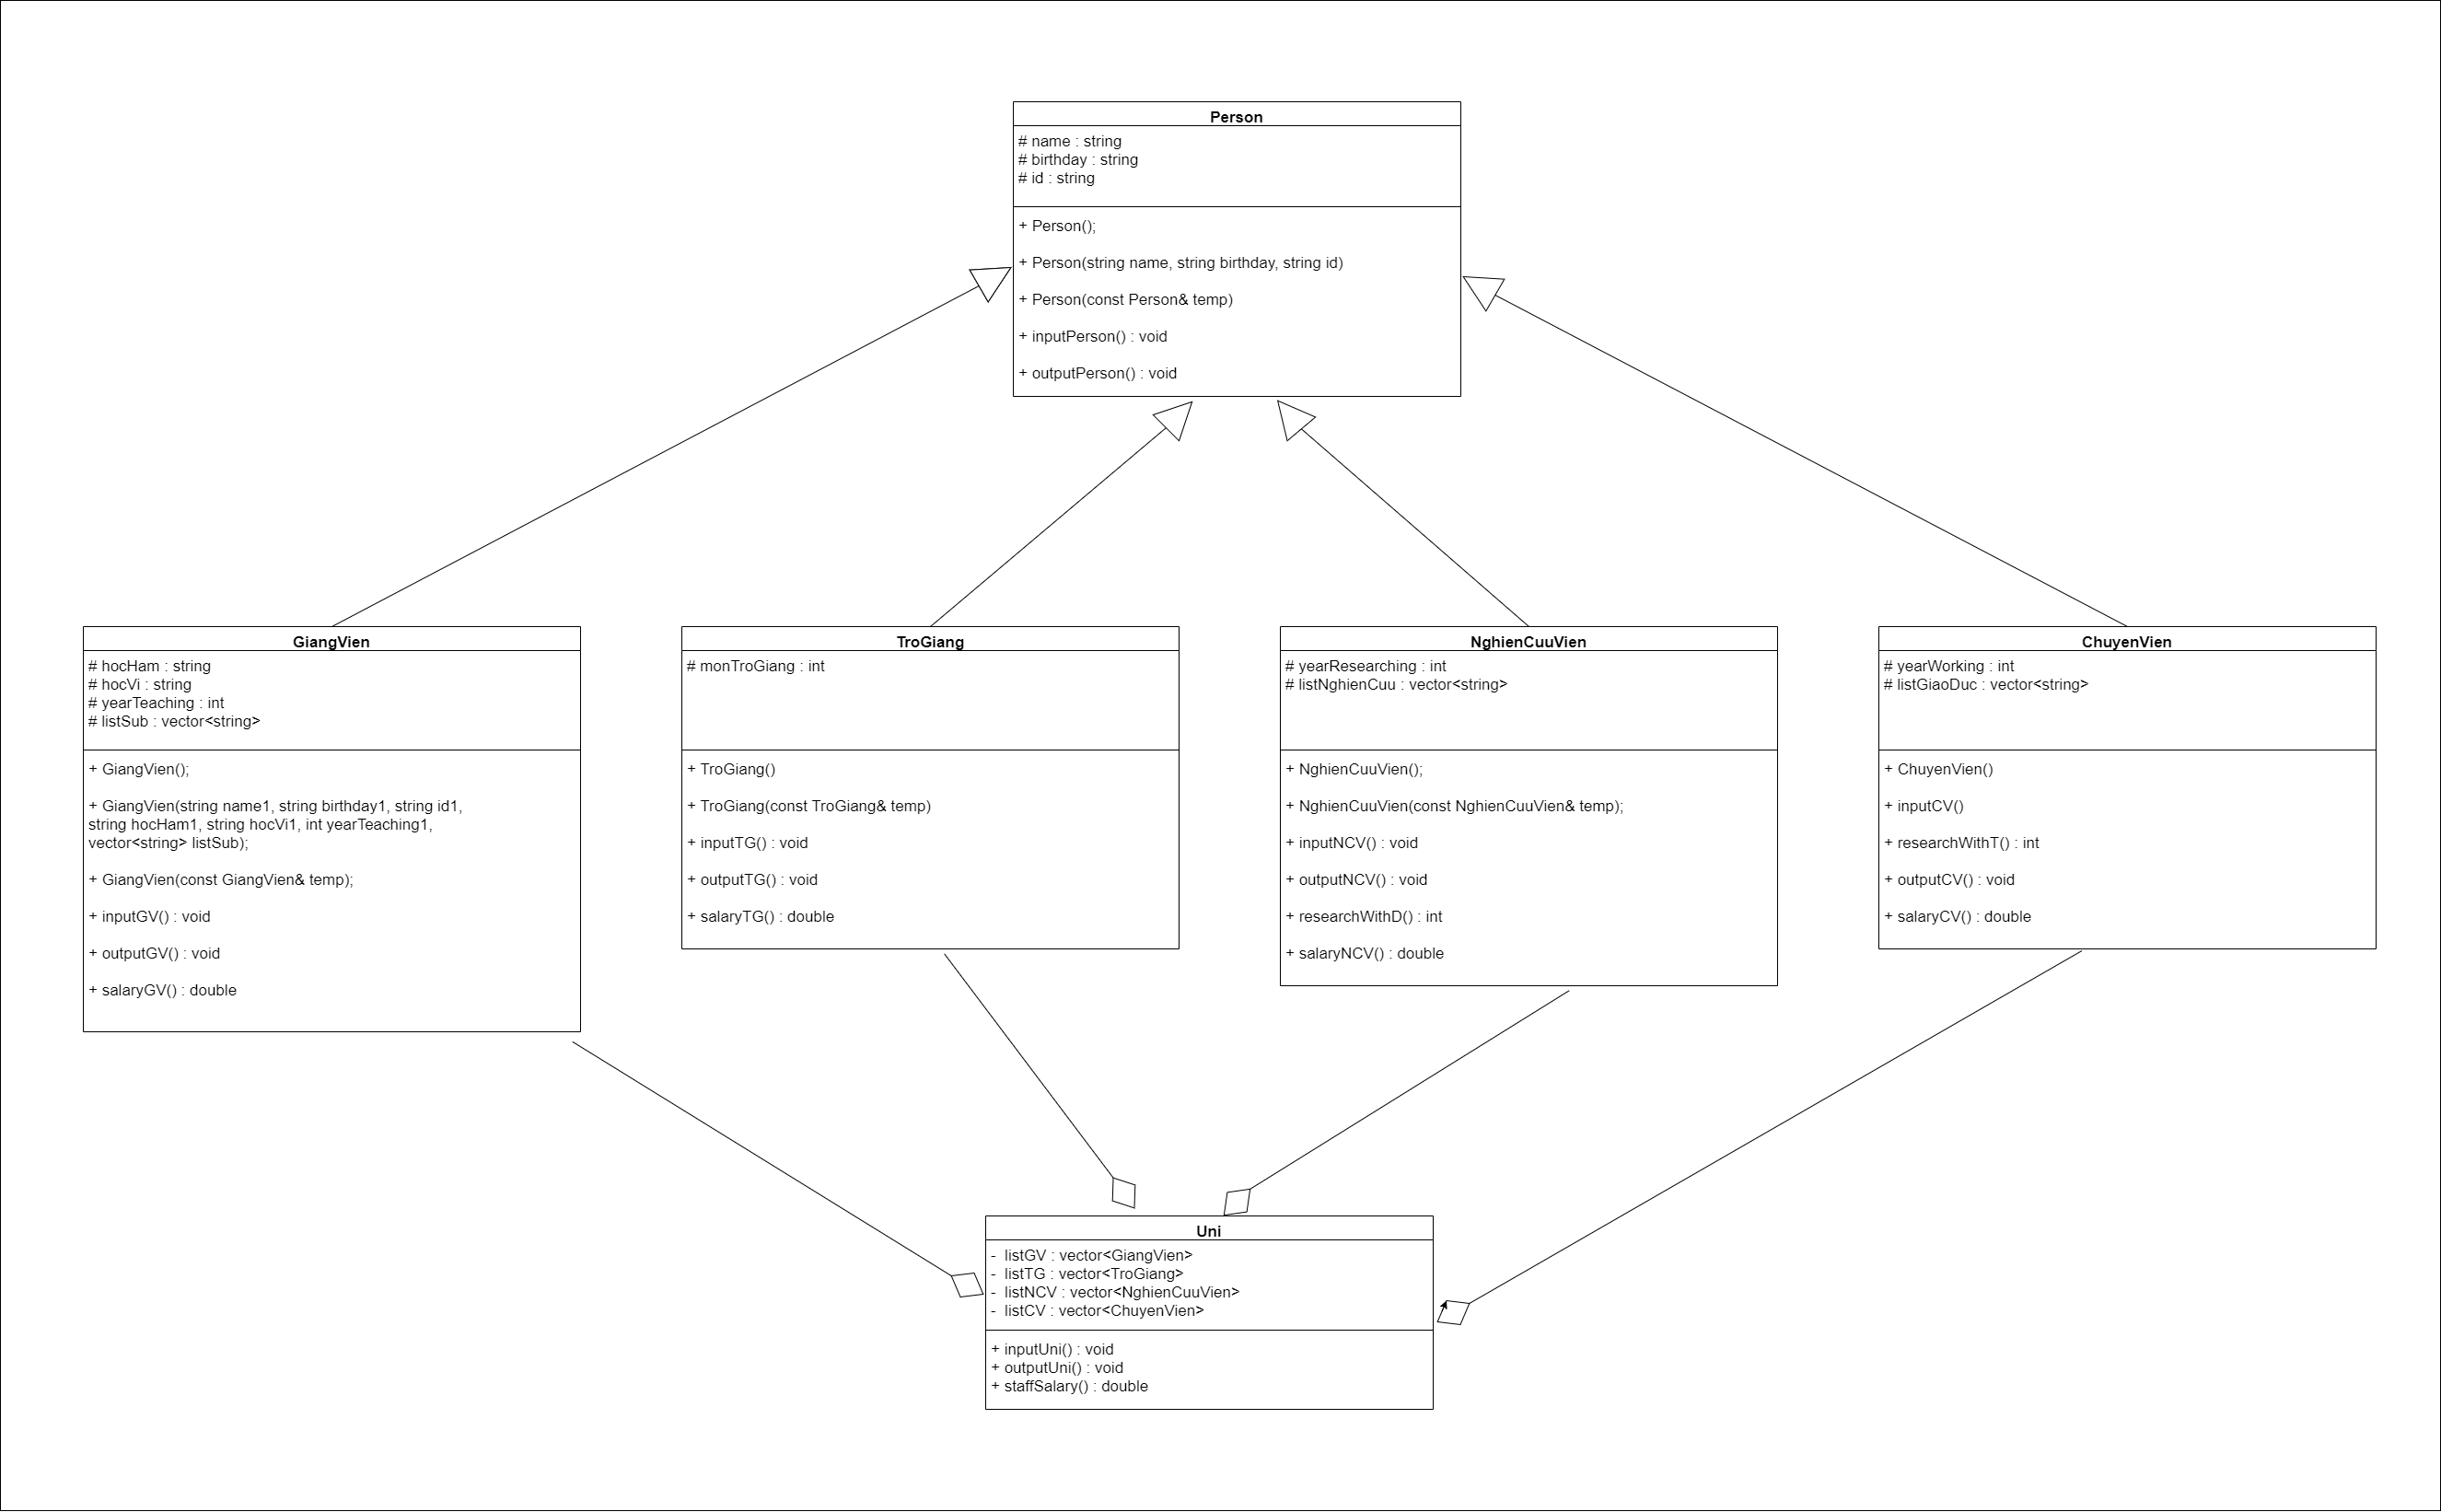 Person
# name : string
# birthday : string
# id : string
+ Person();
+ Person(string name, string birthday, string id)
+ Person(const Person& temp)
+ inputPerson() : void
+ outputPerson() : void
GiangVien
# hocHam : string
# hocVi : string
# yearTeaching : int
# listSub : vector<string>
+ GiangVien();
+ GiangVien(string name1, string birthday1, string id1,
string hocHam1, string hocVi1, int yearTeaching1,
vector<string> listSub);
+ GiangVien(const GiangVien& temp);
+ inputGV() : void
+ outputGV() : void
+ salaryGV() : double
TroGiang
# monTroGiang : int
+ TroGiang()
+ TroGiang(const TroGiang& temp)
+ inputTG() : void
+ outputTG() : void
+ salaryTG() : double
NghienCuuVien
# yearResearching : int
# listNghienCuu : vector<string>
+ NghienCuuVien();
+ NghienCuuVien(const NghienCuuVien& temp);
+ inputNCV() : void
+ outputNCV() : void
+ researchWithD() : int
+ salaryNCV() : double
ChuyenVien
# yearWorking : int
# listGiaoDuc : vector<string>
+ ChuyenVien()
+ inputCV()
+ researchWithT() : int
+ outputCV() : void
+ salaryCV() : double
Uni
- listGV : vector<GiangVien>
- listTG : vector<TroGiang>
- listNCV : vector<NghienCuuVien>
- listCV : vector<ChuyenVien>
+ inputUni() : void
+ outputUni() : void
+ staffSalary() : double